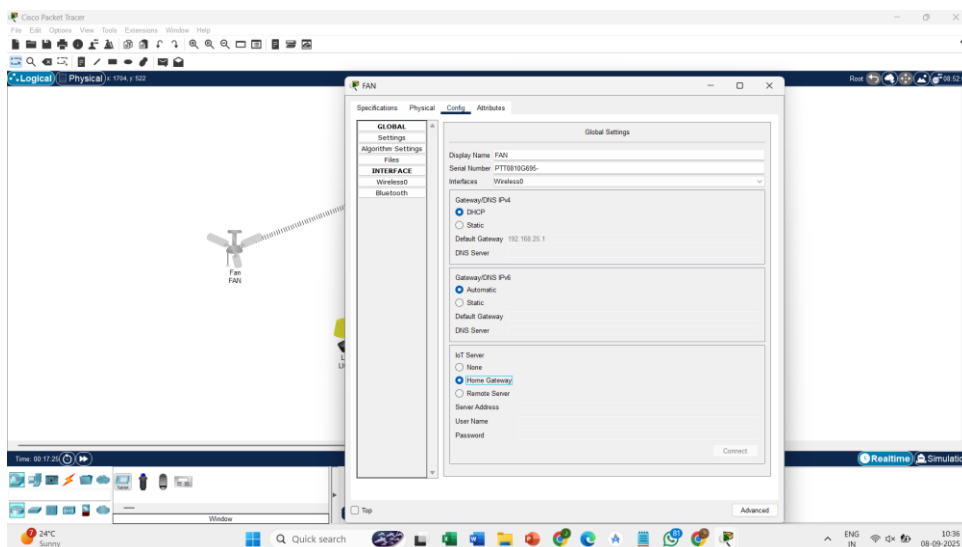 Cisco Packet Tracer
File Edit Options View Tools Extensions Window Help
Logical Physical x: 1704, y: 522
Root
FAN
Specifications Physical Config Attributes
GLOBAL
Settings
Algorithm Settings
Files
INTERFACE
Wireless0
Bluetooth
Global Settings
Display Name FAN
Serial Number PTT0810G695-
Interfaces Wireless0
Gateway/DNS IPv4
DHCP
Static
Default Gateway 192.168.25.1
DNS Server
Gateway/DNS IPv6
Automatic
Static
Default Gateway
DNS Server
IoT Server
None
Home Gateway
Remote Server
Server Address
User Name
Password
Connect
Top
Advanced
Fan
FAN
Time: 00:17:25
Realtime
Window
24°C
Sunny
Quick search
ENG
IN
10:36
08-09-2025